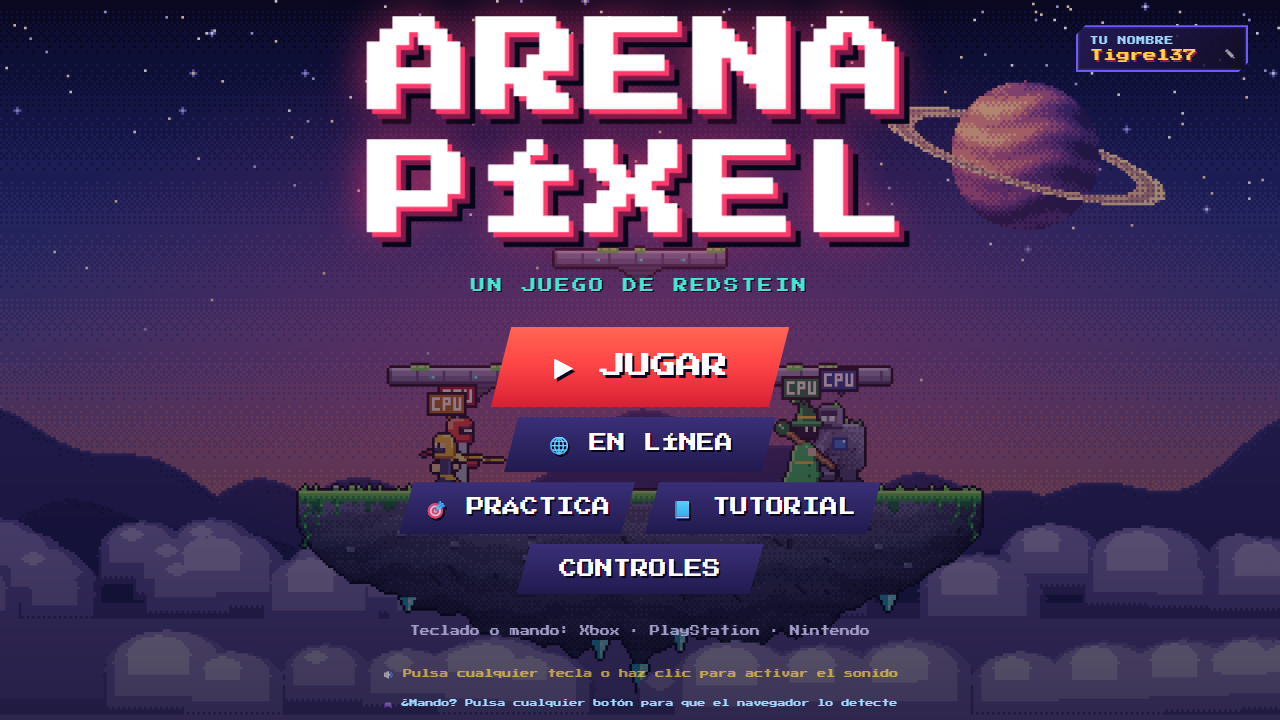 ARENA
PíXEL
TU NOMBRE
Tigre137
UN JUEGO DE REDSTEIN
JUGAR
CPU
CPU
CPU
EN LíNEA
PRáCTICA
TUTORIAL
CONTROLES
Teclado o mando: Xbox · PlayStation · Nintendo
Pulsa cualquier tecla o haz clic para activar el sonido
¿Mando? Pulsa cualquier botón para que el navegador lo detecte